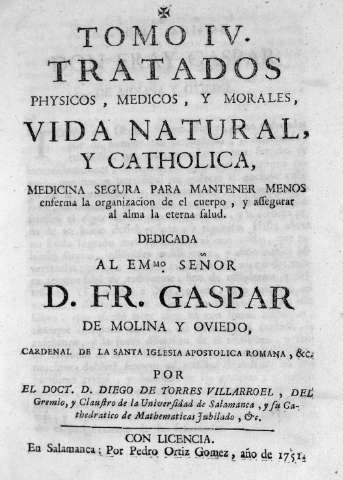 TOMO IV.
TRATADOS
PHYSICOS, MEDICOS, Y MORALES,
VIDA NATURAL,
Y CATHOLICA,
MEDICINA SEGURA PARA MANTENER MENOS
enferma la organizacion de el cuerpo, y assegurar
al alma la eterna salud.
DEDICADA
AL EM.mo SEÑOR
D. FR. GASPAR
DE MOLINA Y OVIEDO,
CARDENAL DE LA SANTA IGLESIA APOSTOLICA ROMANA, &c.
POR
EL DOCT. D. DIEGO DE TORRES VILLARROEL, DEL
Gremio, y Claustro de la Universidad de Salamanca, y su Ca-
thedratico de Mathematicas Jubilado, &c.
CON LICENCIA.
En Salamanca: Por Pedro Ortiz Gomez, año de 1751.